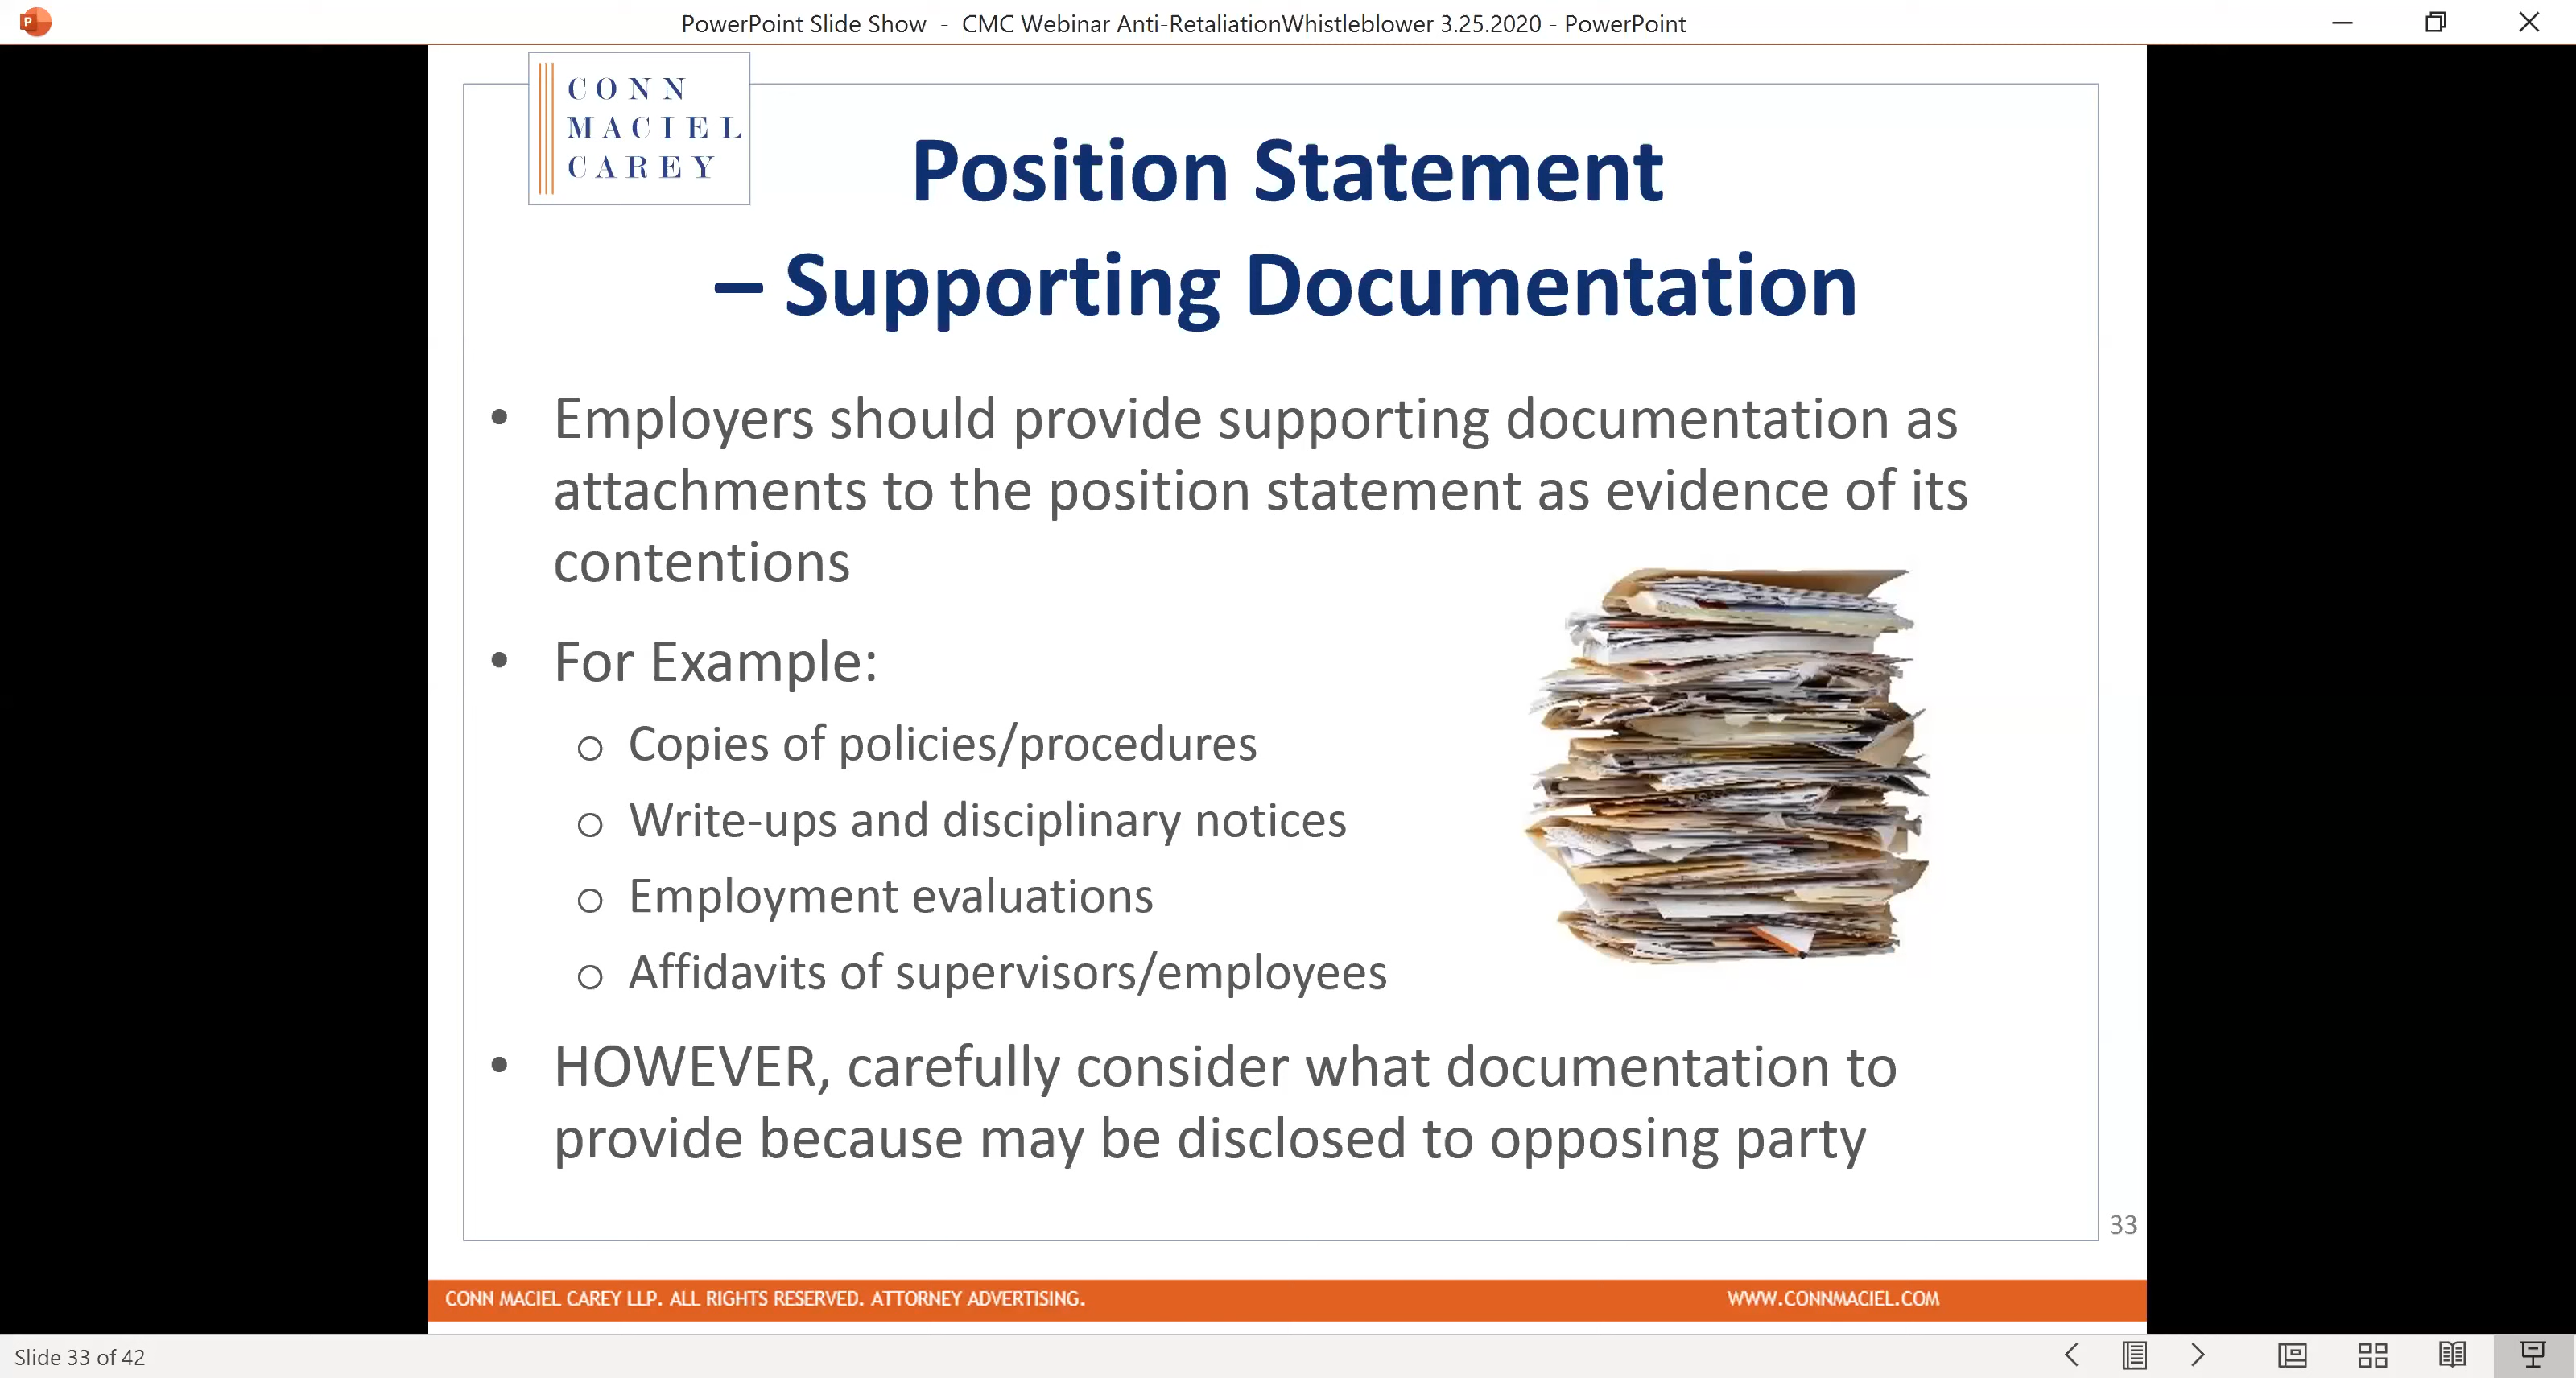 PowerPoint Slide Show - CMC Webinar Anti-RetaliationWhistleblower 3.25.2020 - PowerPoint
CONN
MACIEL
CAREY
Position Statement
– Supporting Documentation
• Employers should provide supporting documentation as
attachments to the position statement as evidence of its
contentions
• For Example:
o Copies of policies/procedures
o Write-ups and disciplinary notices
o Employment evaluations
o Affidavits of supervisors/employees
• HOWEVER, carefully consider what documentation to
provide because may be disclosed to opposing party
33
CONN MACIEL CAREY LLP. ALL RIGHTS RESERVED. ATTORNEY ADVERTISING.
WWW.CONNMACIEL.COM
Slide 33 of 42